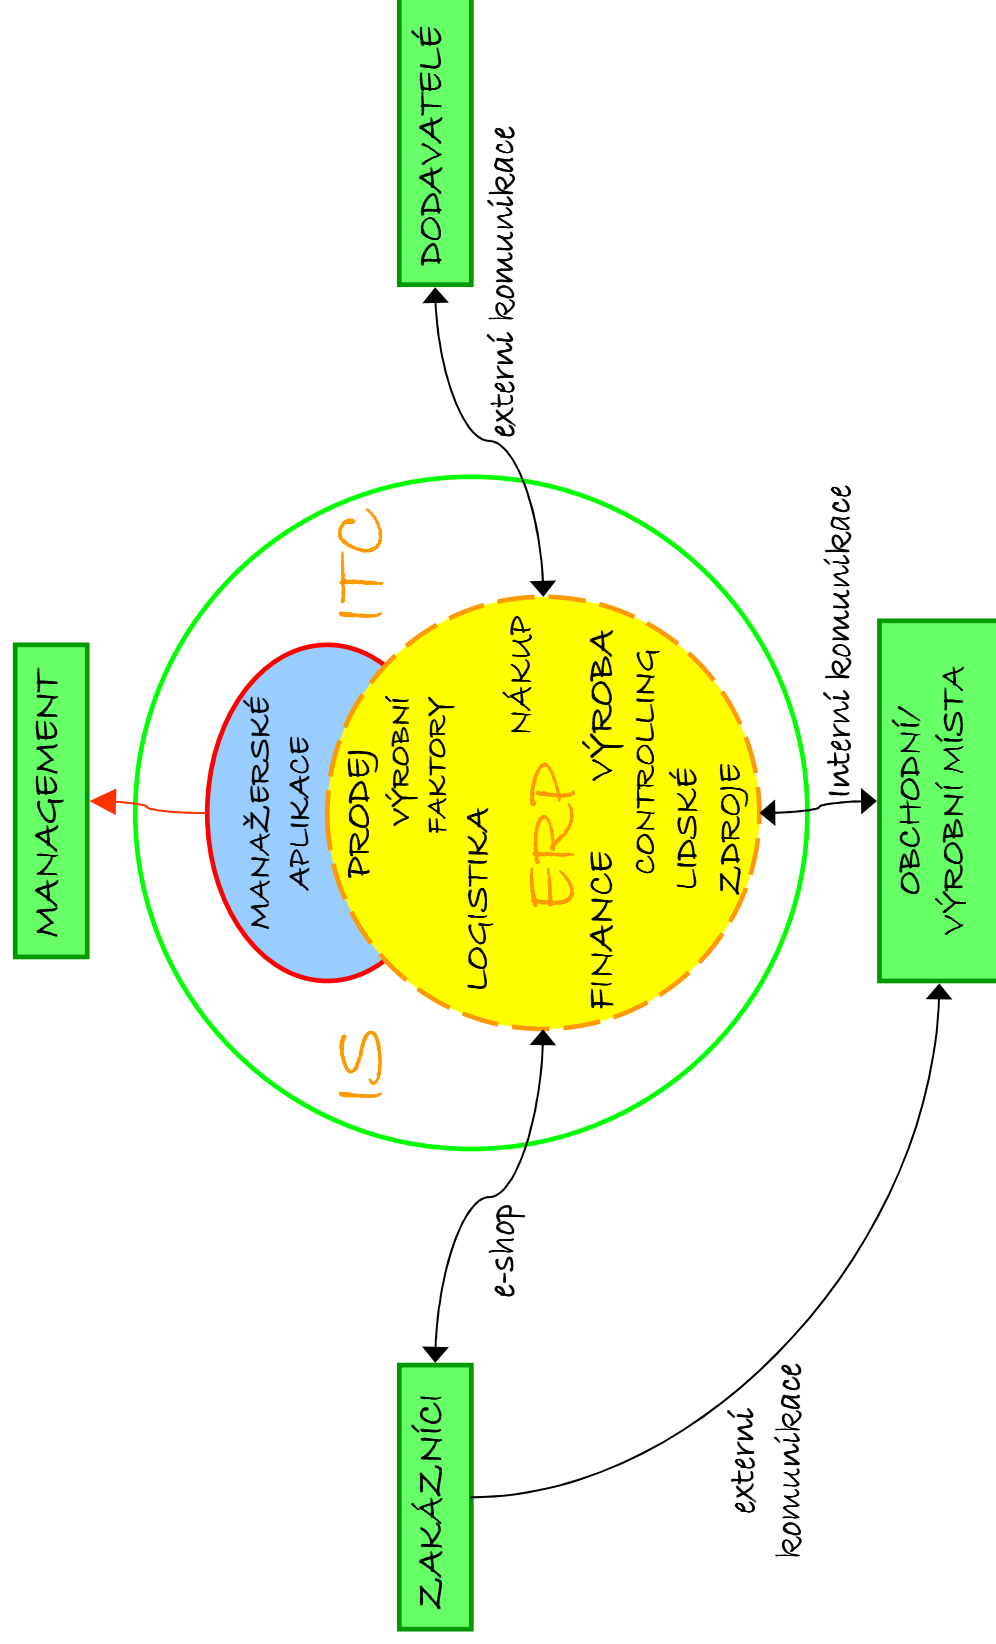 MANAGEMENT
MANAŽERSKÉ
APLIKACE
IS
ITC
PRODEJ
VÝROBNÍ
FAKTORY
ZAKÁZNÍCI
DODAVATELÉ
LOGISTIKA
e-shop
NÁKUP
externí komunikace
ERP
FINANCE
VÝROBA
CONTROLLING
LIDSKÉ
ZDROJE
externí
komunikace
Interní komunikace
OBCHODNÍ/
VÝROBNÍ MÍSTA